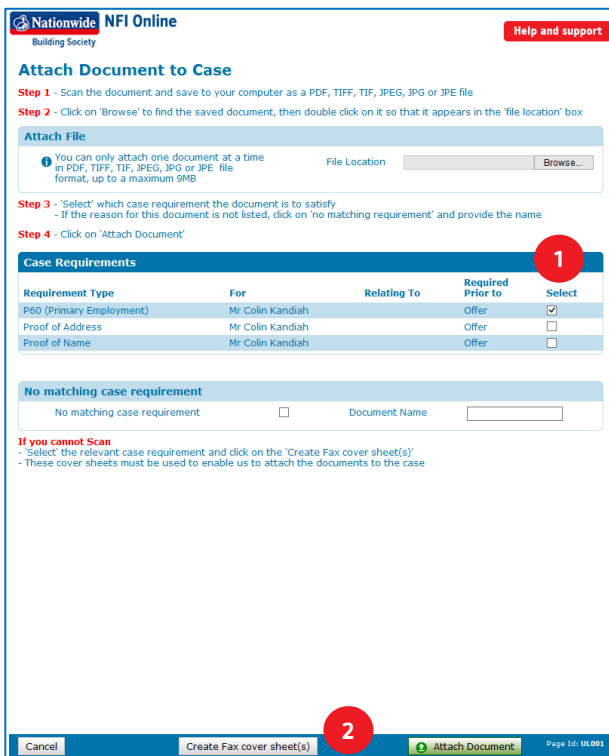 Nationwide NFI Online
Building Society
Help and support
Attach Document to Case
Step 1 - Scan the document and save to your computer as a PDF, TIFF, TIF, JPEG, JPG or JPE file
Step 2 - Click on 'Browse' to find the saved document, then double click on it so that it appears in the 'file location' box
Attach File
You can only attach one document at a time
in PDF, TIFF, TIF, JPEG, JPG or JPE file
format, up to a maximum 9MB
File Location
Browse...
Step 3 - 'Select' which case requirement the document is to satisfy
- If the reason for this document is not listed, click on 'no matching requirement' and provide the name
Step 4 - Click on 'Attach Document'
1
Case Requirements
Requirement Type For Relating To Required Prior to Select
P60 (Primary Employment) Mr Colin Kandiah Offer
Proof of Address Mr Colin Kandiah Offer
Proof of Name Mr Colin Kandiah Offer
No matching case requirement
No matching case requirement Document Name
If you cannot Scan
- 'Select' the relevant case requirement and click on the 'Create Fax cover sheet(s)'
- These cover sheets must be used to enable us to attach the documents to the case
2
Cancel Create Fax cover sheet(s) Attach Document Page Id: UL001